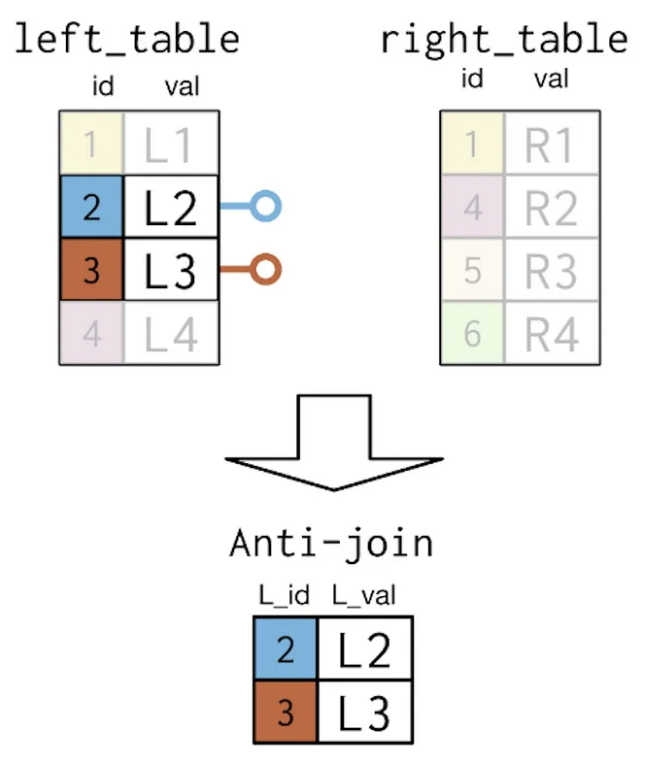 left_table right_table
id val id val
1 L1 1 R1
2 L2 4 R2
3 L3 5 R3
4 L4 6 R4
Anti-join
L_id L_val
2 L2
3 L3